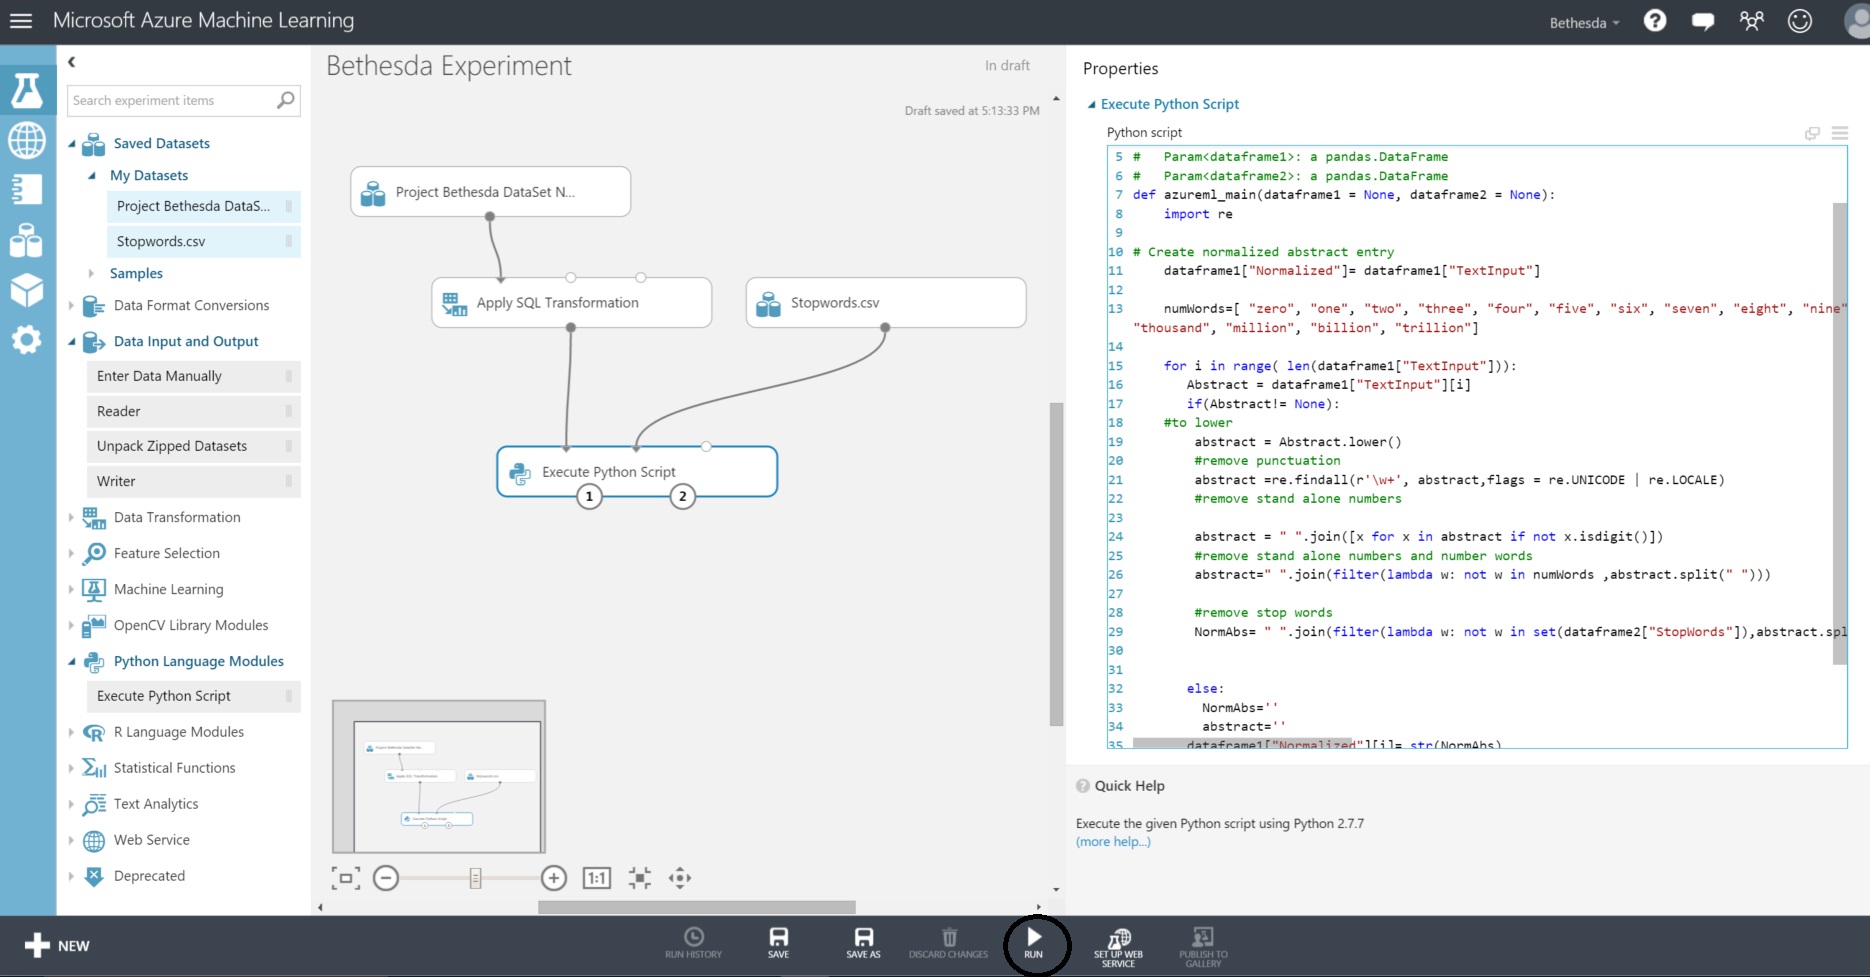 Microsoft Azure Machine Learning
Bethesda
Search experiment items
Saved Datasets
My Datasets
Project Bethesda DataS...
Stopwords.csv
Samples
Data Format Conversions
Data Input and Output
Enter Data Manually
Reader
Unpack Zipped Datasets
Writer
Data Transformation
Feature Selection
Machine Learning
OpenCV Library Modules
Python Language Modules
Execute Python Script
R Language Modules
Statistical Functions
Text Analytics
Web Service
Deprecated
Bethesda Experiment
In draft
Draft saved at 5:13:33 PM
Project Bethesda DataSet N...
Apply SQL Transformation
Stopwords.csv
Execute Python Script
1
2
1:1
Properties
Execute Python Script
Python script
5 #   Param<dataframe1>: a pandas.DataFrame
6 #   Param<dataframe2>: a pandas.DataFrame
7 def azureml_main(dataframe1 = None, dataframe2 = None):
8     import re
9
10 # Create normalized abstract entry
11     dataframe1["Normalized"]= dataframe1["TextInput"]
12
13     numWords=[ "zero", "one", "two", "three", "four", "five", "six", "seven", "eight", "nine"
"thousand", "million", "billion", "trillion"]
14
15     for i in range( len(dataframe1["TextInput"])):
16        Abstract = dataframe1["TextInput"][i]
17        if(Abstract!= None):
18     #to lower
19         abstract = Abstract.lower()
20         #remove punctuation
21         abstract =re.findall(r'\w+', abstract,flags = re.UNICODE | re.LOCALE)
22         #remove stand alone numbers
23
24         abstract = " ".join([x for x in abstract if not x.isdigit()])
25         #remove stand alone numbers and number words
26         abstract=" ".join(filter(lambda w: not w in numWords ,abstract.split(" ")))
27
28         #remove stop words
29         NormAbs= " ".join(filter(lambda w: not w in set(dataframe2["StopWords"]),abstract.spl
30
31
32        else:
33          NormAbs=''
34          abstract=''
35        dataframe1["Normalized"][i]= str(NormAbs)
Quick Help
Execute the given Python script using Python 2.7.7
(more help...)
NEW
RUN HISTORY
SAVE
SAVE AS
DISCARD CHANGES
RUN
SET UP WEB
SERVICE
PUBLISH TO
GALLERY